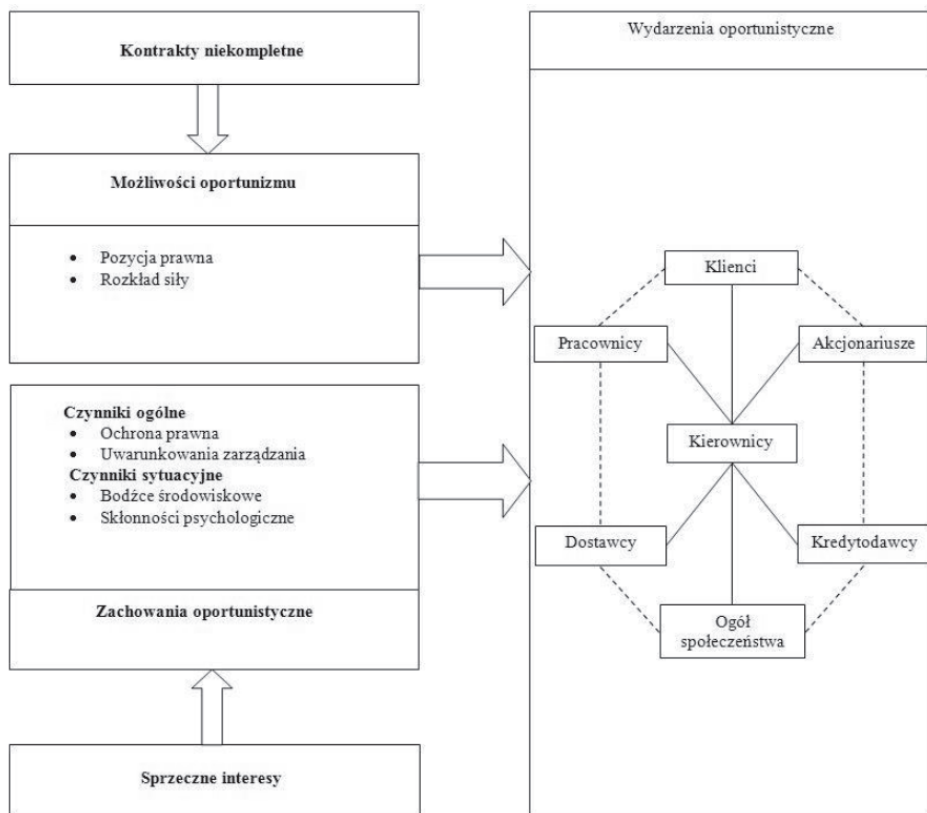 Kontrakty niekompletne
Możliwości oportunizmu
• Pozycja prawna
• Rozkład siły
Czynniki ogólne
• Ochrona prawna
• Uwarunkowania zarządzania
Czynniki sytuacyjne
• Bodźce środowiskowe
• Skłonności psychologiczne
Zachowania oportunistyczne
Sprzeczne interesy
Wydarzenia oportunistyczne
Klienci
Pracownicy
Akcjonariusze
Kierownicy
Dostawcy
Kredytodawcy
Ogół
społeczeństwa